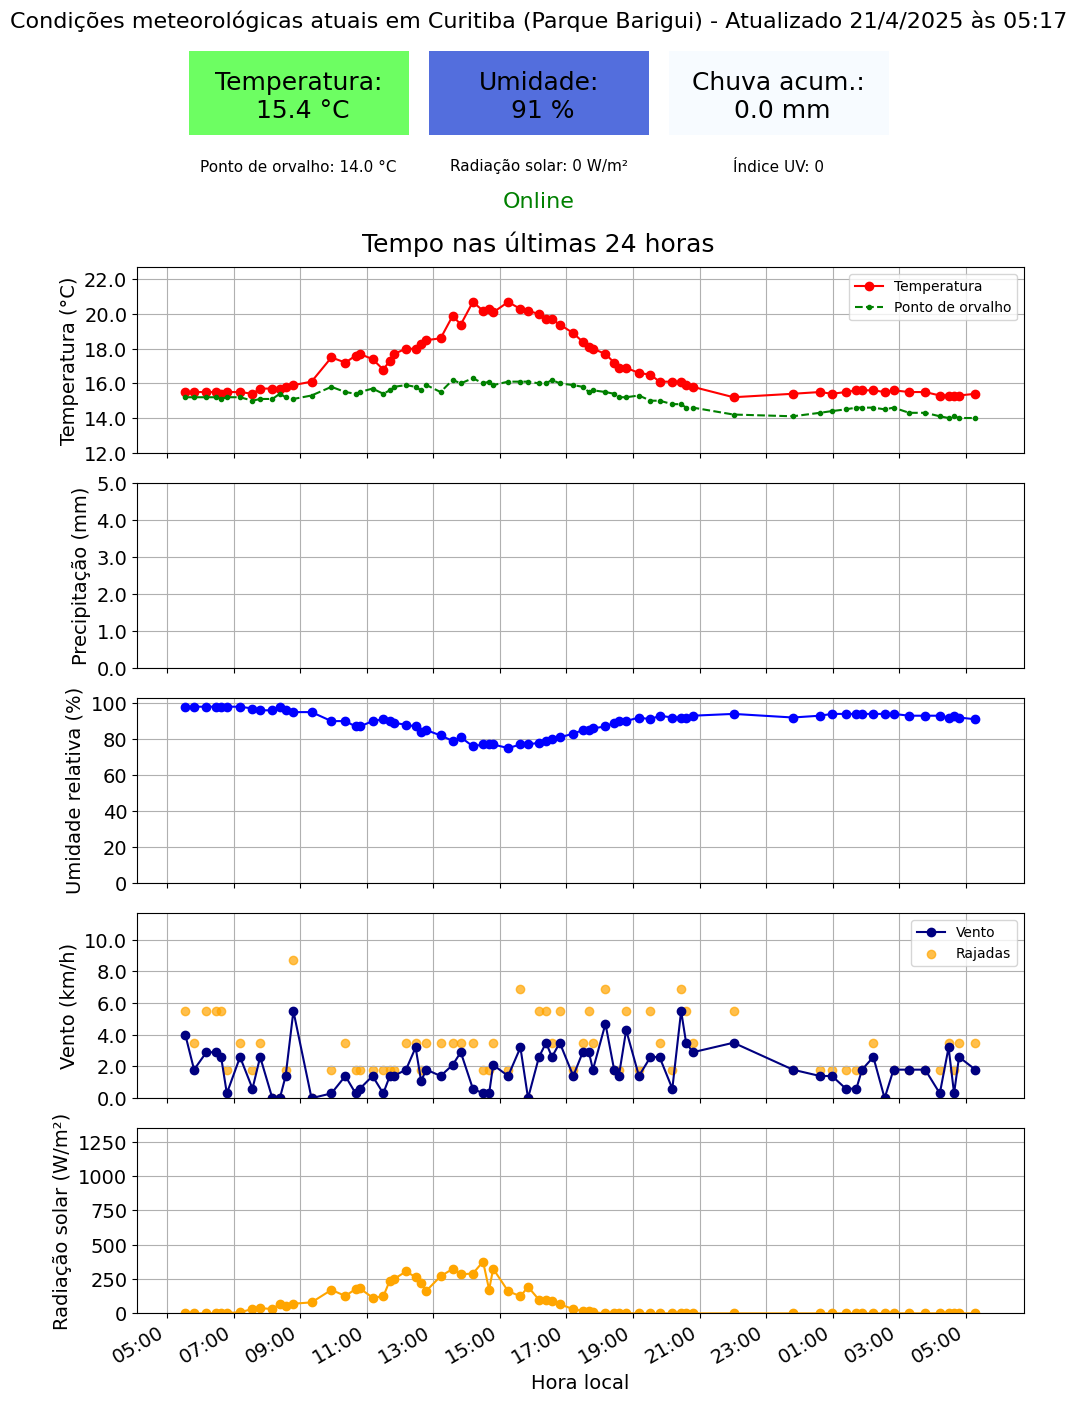 Condições meteorológicas atuais em Curitiba (Parque Barigui) - Atualizado 21/4/2025 às 05:17
Temperatura:
15.4 °C
Umidade:
91 %
Chuva acum.:
0.0 mm
Ponto de orvalho: 14.0 °C
Radiação solar: 0 W/m²
Índice UV: 0
Online
Tempo nas últimas 24 horas
Temperatura (°C)
22.0
20.0
18.0
16.0
14.0
12.0
Temperatura
Ponto de orvalho
Precipitação (mm)
5.0
4.0
3.0
2.0
1.0
0.0
Umidade relativa (%)
100
80
60
40
20
0
Vento (km/h)
10.0
8.0
6.0
4.0
2.0
0.0
Vento
Rajadas
Radiação solar (W/m²)
1250
1000
750
500
250
0
05:00
07:00
09:00
11:00
13:00
15:00
17:00
19:00
21:00
23:00
01:00
03:00
05:00
Hora local